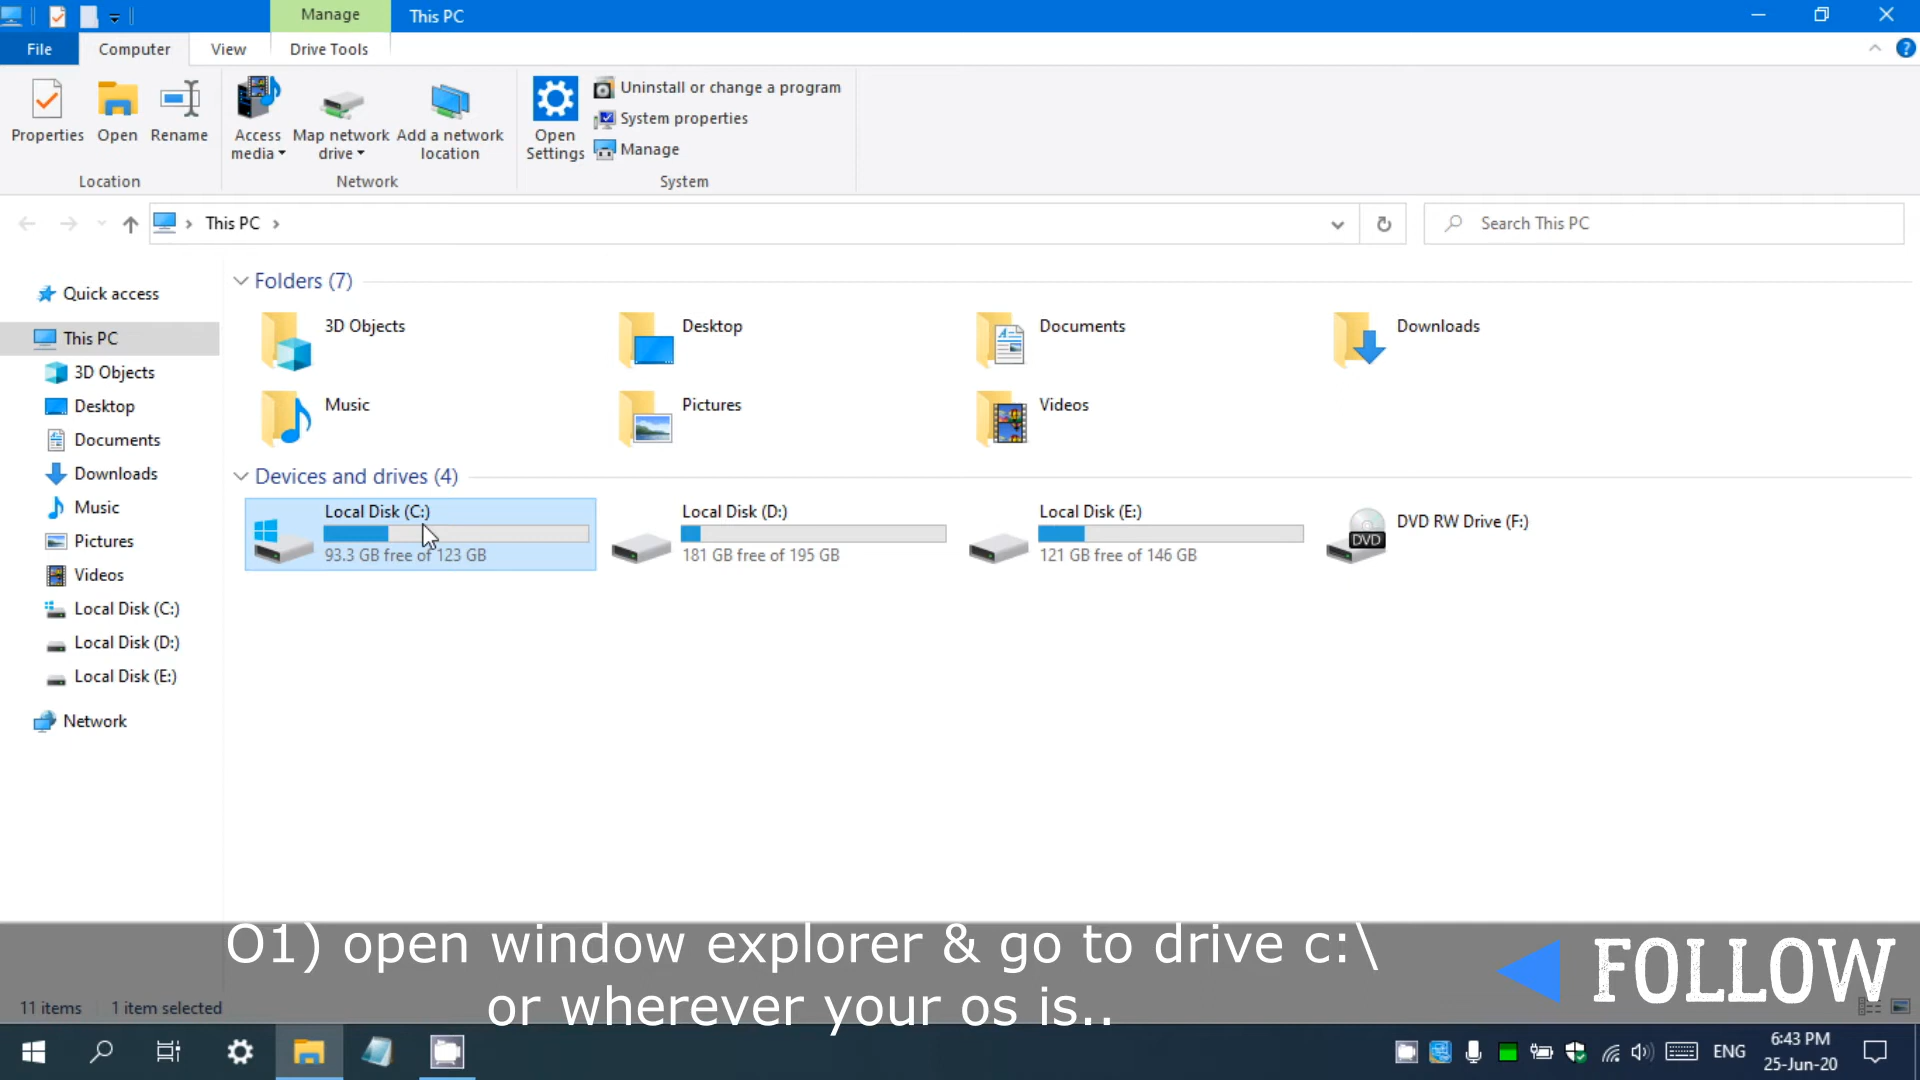 Manage
This PC
File
Computer
View
Drive Tools
Properties
Open
Rename
Access media
Map network drive
Add a network location
Open Settings
Uninstall or change a program
System properties
Manage
Location
Network
System
This PC
Search This PC
Quick access
This PC
3D Objects
Desktop
Documents
Downloads
Music
Pictures
Videos
Local Disk (C:)
Local Disk (D:)
Local Disk (E:)
Network
Folders (7)
3D Objects
Desktop
Documents
Downloads
Music
Pictures
Videos
Devices and drives (4)
Local Disk (C:)
93.3 GB free of 123 GB
Local Disk (D:)
181 GB free of 195 GB
Local Disk (E:)
121 GB free of 146 GB
DVD
DVD RW Drive (F:)
O1) open window explorer & go to drive c:\
or wherever your os is..
FOLLOW
11 items
1 item selected
ENG
6:43 PM
25-Jun-20